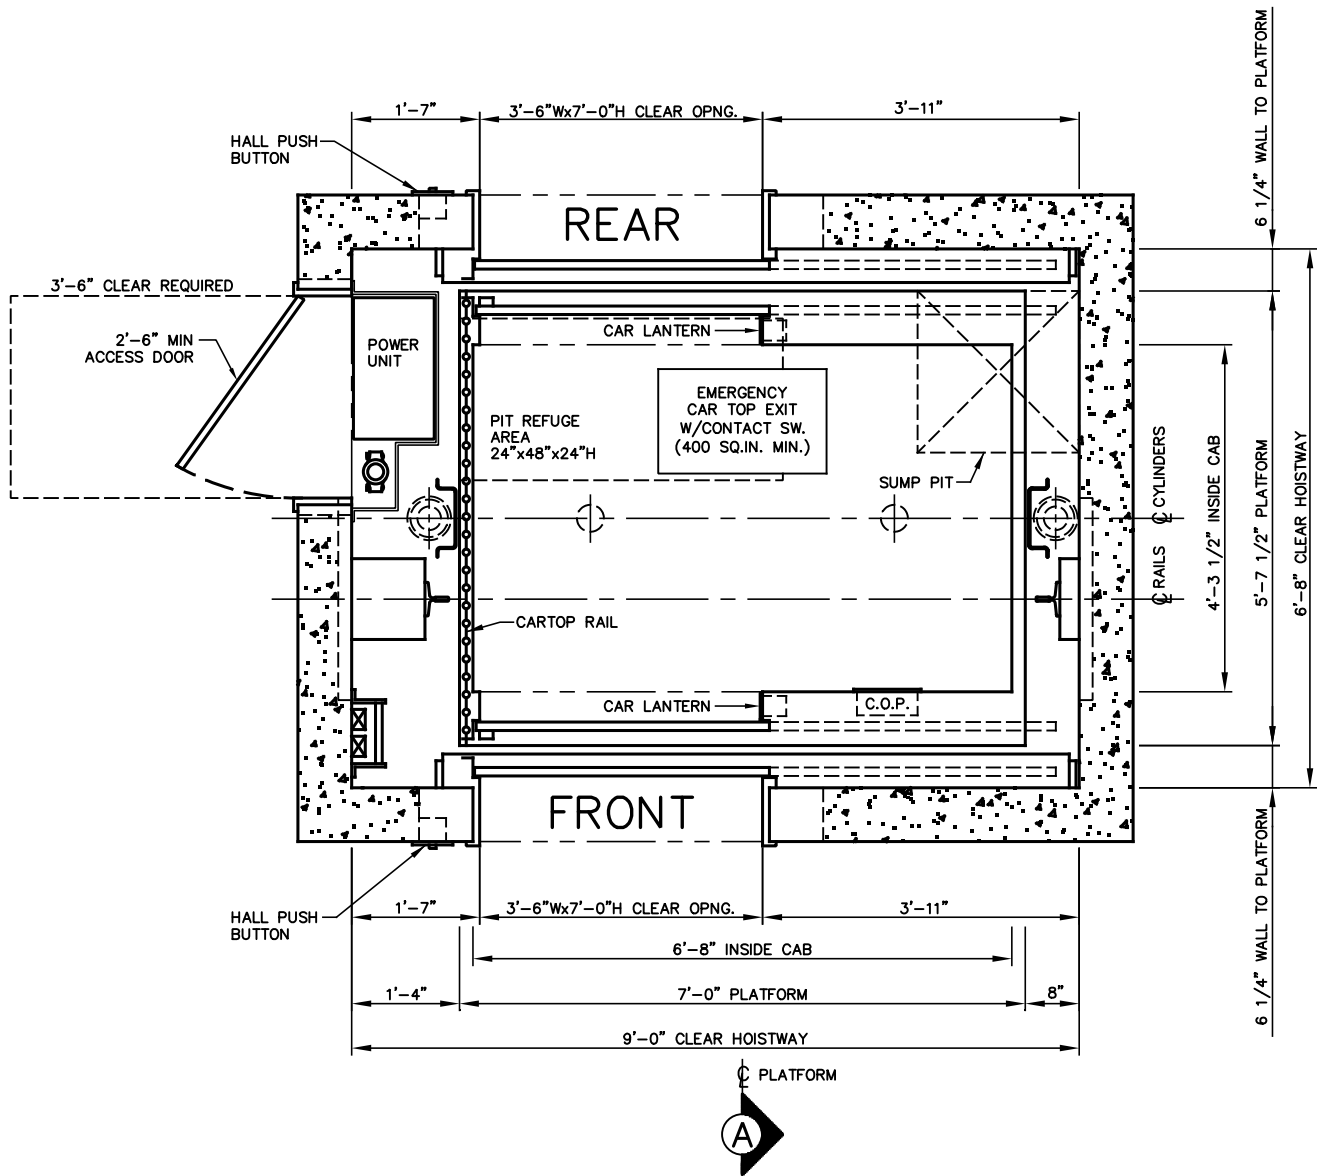 1'-7"
3'-6"Wx7'-0"H CLEAR OPNG.
3'-11"
6 1/4" WALL TO PLATFORM
HALL PUSH
BUTTON
REAR
3'-6" CLEAR REQUIRED
2'-6" MIN
ACCESS DOOR
POWER
UNIT
CAR LANTERN
EMERGENCY
CAR TOP EXIT
W/CONTACT SW.
(400 SQ.IN. MIN.)
PIT REFUGE
AREA
24"x48"x24"H
SUMP PIT
℄ RAILS
℄ CYLINDERS
4'-3 1/2" INSIDE CAB
5'-7 1/2" PLATFORM
6'-8" CLEAR HOISTWAY
CARTOP RAIL
CAR LANTERN
C.O.P.
FRONT
HALL PUSH
BUTTON
1'-7"
3'-6"Wx7'-0"H CLEAR OPNG.
3'-11"
6 1/4" WALL TO PLATFORM
6'-8" INSIDE CAB
1'-4"
7'-0" PLATFORM
8"
9'-0" CLEAR HOISTWAY
℄ PLATFORM
A